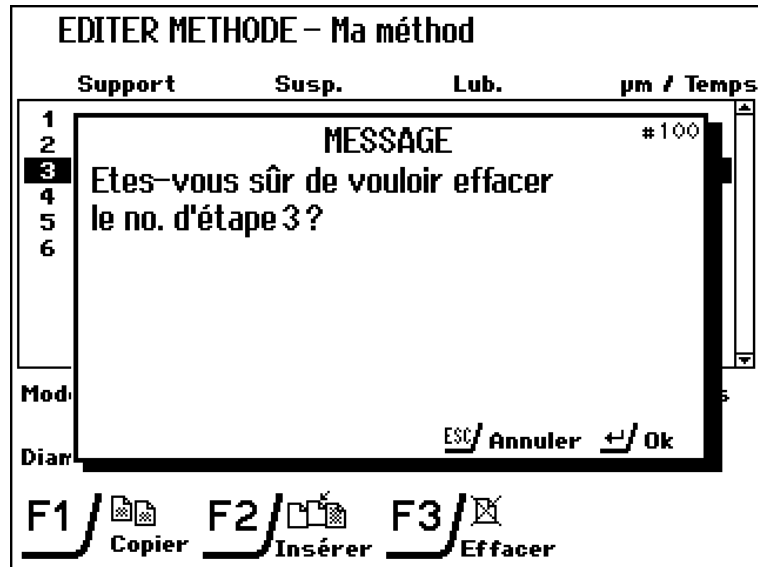 EDITER METHODE – Ma méthod
Support Susp. Lub. µm / Temps
1
2
3
4
5
6
MESSAGE #100
Etes-vous sûr de vouloir effacer
le no. d'étape 3 ?
ESC Annuler Ok
F1 Copier F2 Insérer F3 Effacer